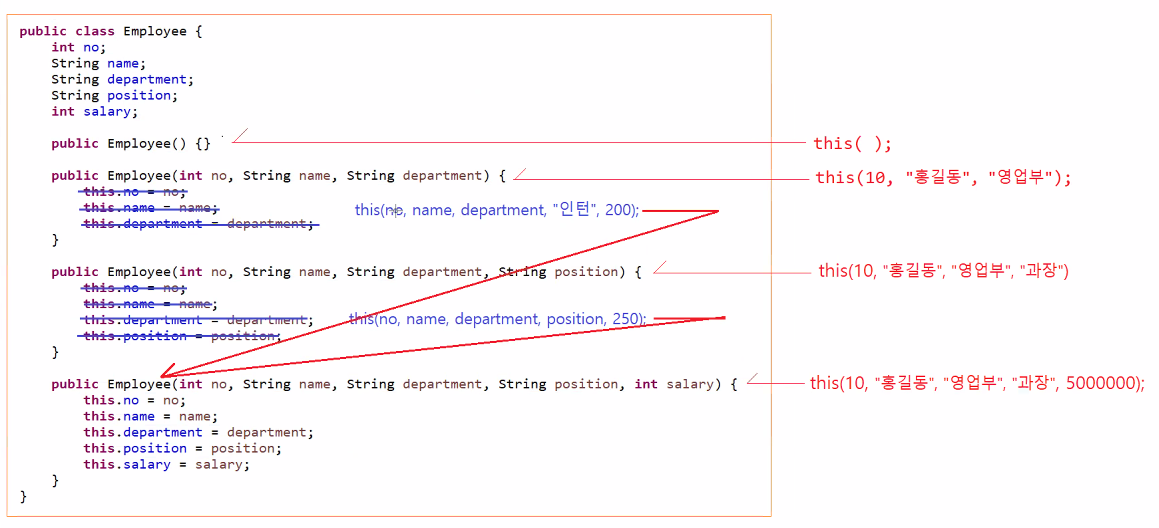 public class Employee {
int no;
String name;
String department;
String position;
int salary;
public Employee() {}
this( );
public Employee(int no, String name, String department) {
this(10, "홍길동", "영업부");
this.no = no;
this.name = name;
this(no, name, department, "인턴", 200);
this.department = department;
}
public Employee(int no, String name, String department, String position) {
this(10, "홍길동", "영업부", "과장")
this.no = no;
this.name = name;
this.department = department;
this(no, name, department, position, 250);
this.position = position;
}
public Employee(int no, String name, String department, String position, int salary) {
this(10, "홍길동", "영업부", "과장", 5000000);
this.no = no;
this.name = name;
this.department = department;
this.position = position;
this.salary = salary;
}
}